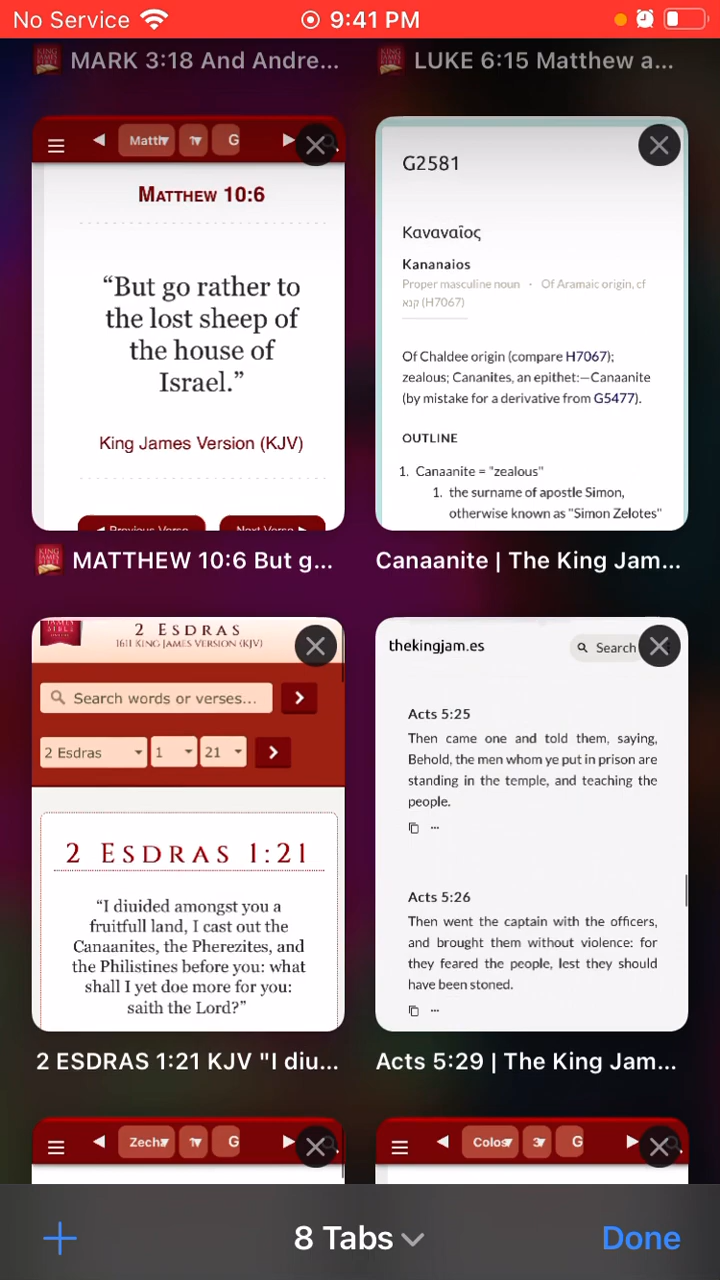 No Service 9:41 PM
MARK 3:18 And Andre...
LUKE 6:15 Matthew a...
G
MATTHEW 10:6
“But go rather to
the lost sheep of
the house of
Israel.”
King James Version (KJV)
Previous Verse Next Verse
MATTHEW 10:6 But g...
G2581
Καναναῖος
Kananaios
Proper masculine noun · Of Aramaic origin, cf
קנא (H7067)
Of Chaldee origin (compare H7067);
zealous; Cananites, an epithet:—Canaanite
(by mistake for a derivative from G5477).
OUTLINE
1. Canaanite = "zealous"
1. the surname of apostle Simon,
otherwise known as "Simon Zelotes"
Canaanite | The King Jam...
2 ESDRAS
1611 KING JAMES VERSION (KJV)
Search words or verses...
2 Esdras 1 21
2 ESDRAS 1:21
“I diuided amongst you a
fruitfull land, I cast out the
Canaanites, the Pherezites, and
the Philistines before you: what
shall I yet doe more for you:
saith the Lord?”
2 ESDRAS 1:21 KJV "I diu...
thekingjam.es
Search
Acts 5:25
Then came one and told them, saying,
Behold, the men whom ye put in prison are
standing in the temple, and teaching the
people.
Acts 5:26
Then went the captain with the officers,
and brought them without violence: for
they feared the people, lest they should
have been stoned.
Acts 5:29 | The King Jam...
G
Colos 3 G
8 Tabs
Done